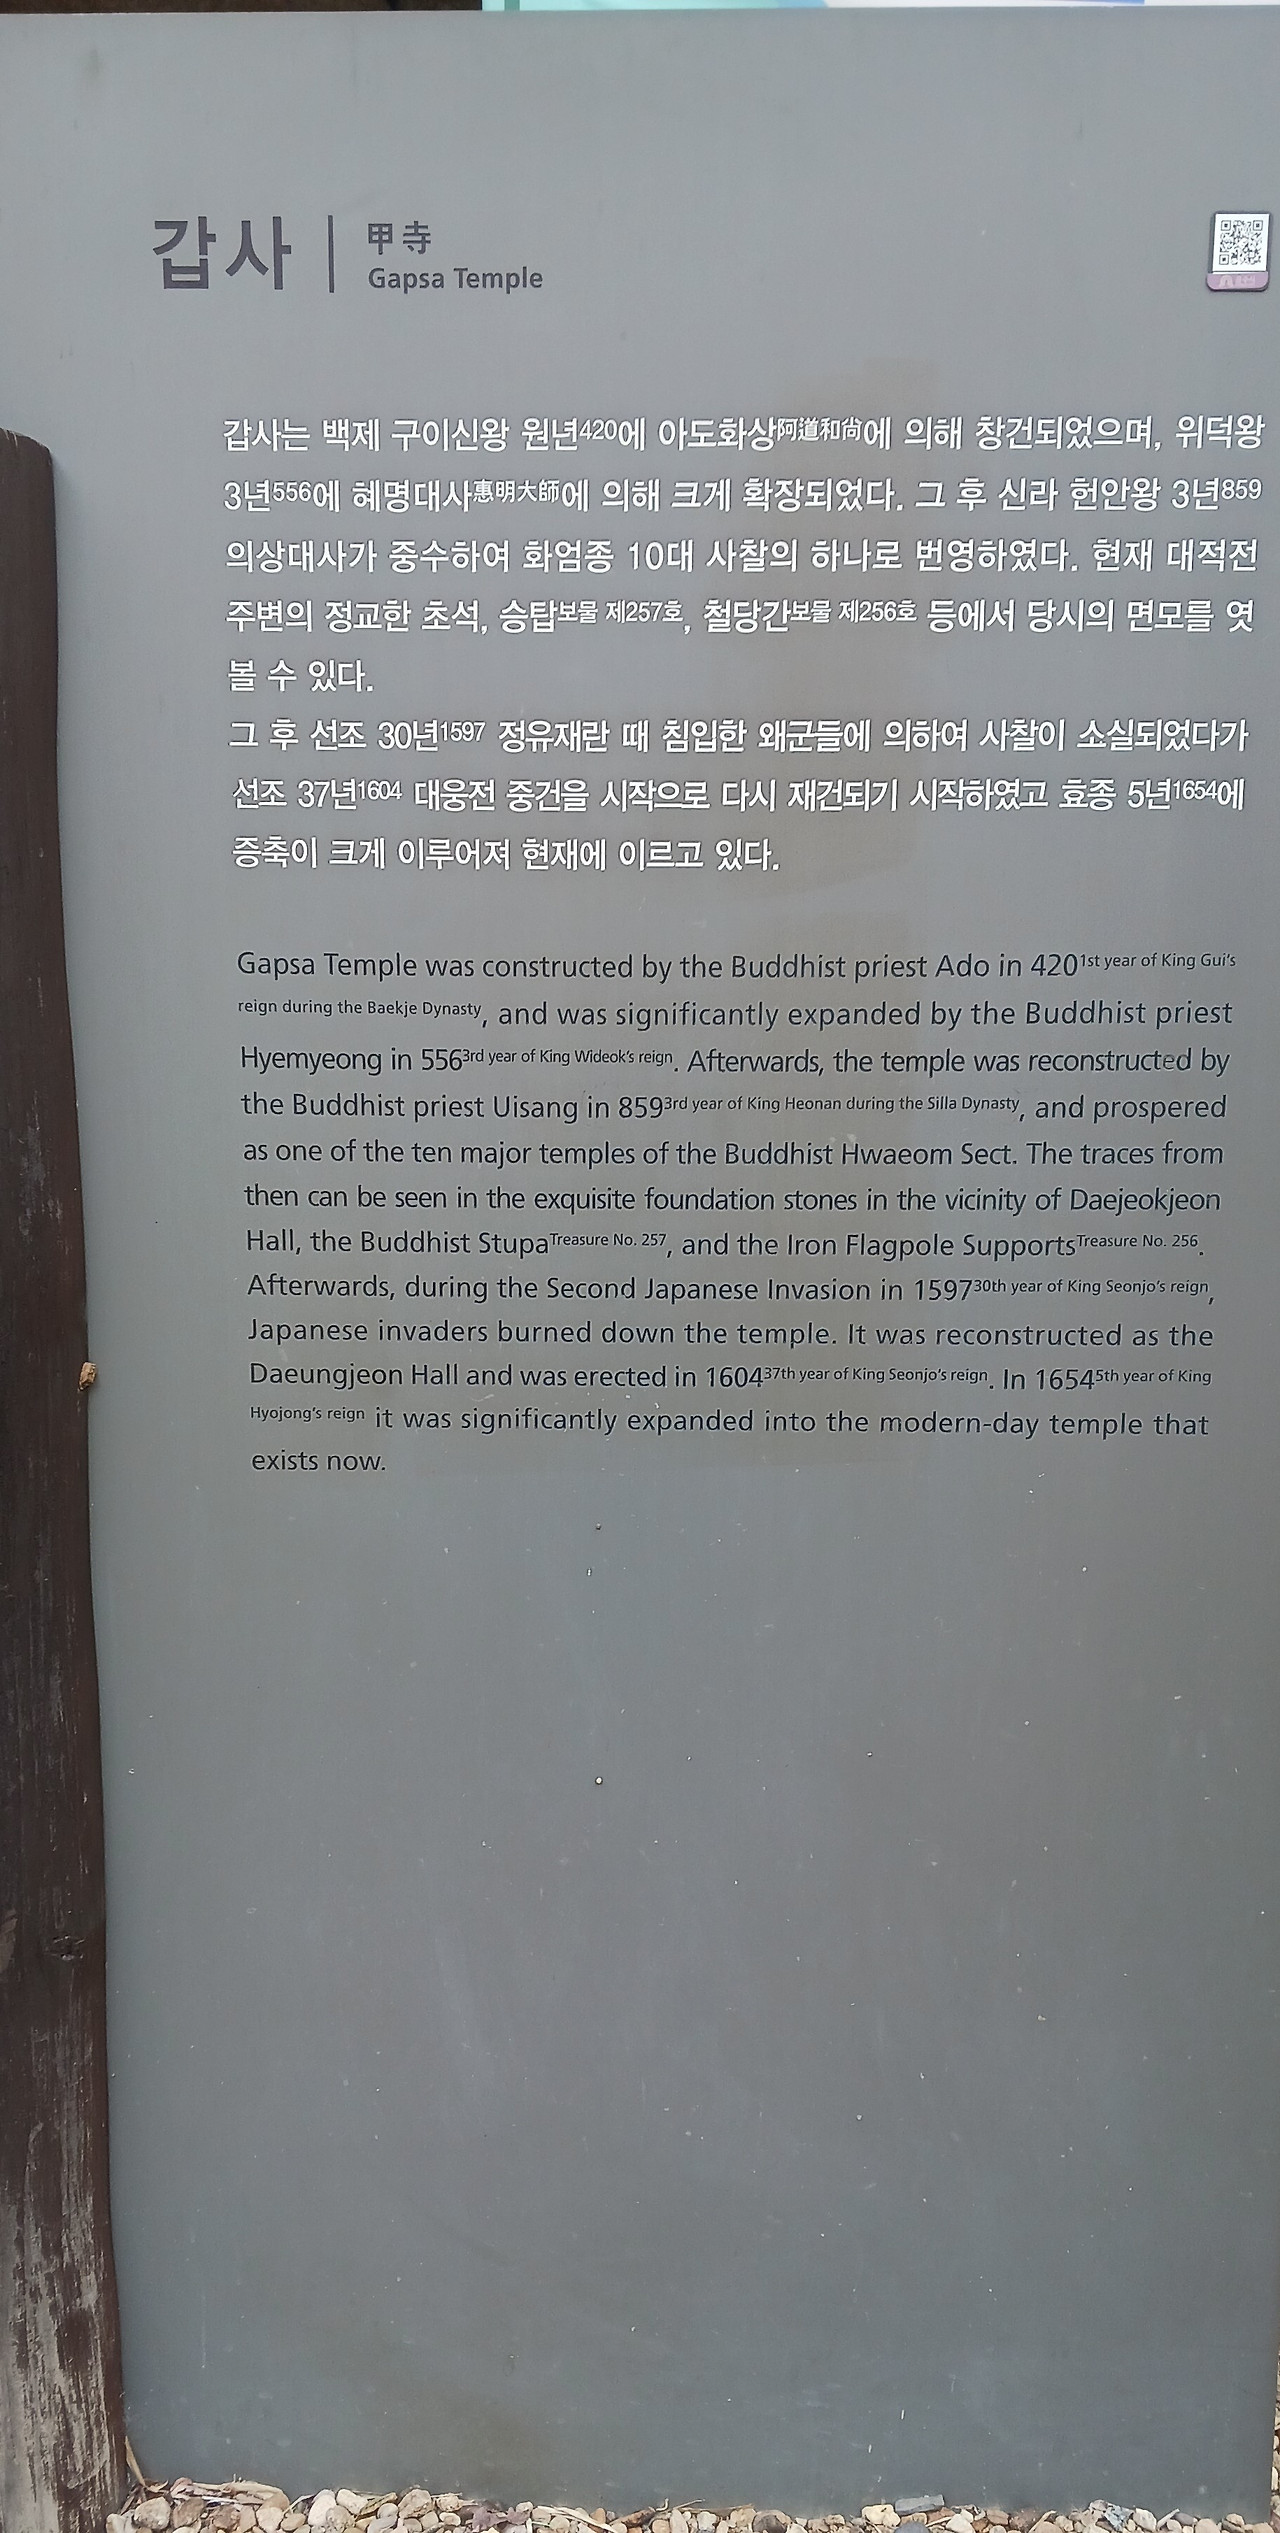 갑사
甲寺
Gapsa Temple
갑사는 백제 구이신왕 원년420에 아도화상阿道和尙에 의해 창건되었으며, 위덕왕
3년556에 혜명대사惠明大師에 의해 크게 확장되었다. 그 후 신라 헌안왕 3년859
의상대사가 중수하여 화엄종 10대 사찰의 하나로 번영하였다. 현재 대적전
주변의 정교한 초석, 승탑보물 제257호, 철당간보물 제256호 등에서 당시의 면모를 엿
볼 수 있다.
그 후 선조 30년1597 정유재란 때 침입한 왜군들에 의하여 사찰이 소실되었다가
선조 37년1604 대웅전 중건을 시작으로 다시 재건되기 시작하였고 효종 5년1654에
증축이 크게 이루어져 현재에 이르고 있다.
Gapsa Temple was constructed by the Buddhist priest Ado in 420 1st year of King Gui's
reign during the Baekje Dynasty, and was significantly expanded by the Buddhist priest
Hyemyeong in 556 3rd year of King Wideok's reign. Afterwards, the temple was reconstructed by
the Buddhist priest Uisang in 859 3rd year of King Heonan during the Silla Dynasty, and prospered
as one of the ten major temples of the Buddhist Hwaeom Sect. The traces from
then can be seen in the exquisite foundation stones in the vicinity of Daejeokjeon
Hall, the Buddhist Stupa Treasure No. 257, and the Iron Flagpole Supports Treasure No. 256.
Afterwards, during the Second Japanese Invasion in 1597 30th year of King Seonjo's reign,
Japanese invaders burned down the temple. It was reconstructed as the
Daeungjeon Hall and was erected in 1604 37th year of King Seonjo's reign. In 1654 5th year of King
Hyojong's reign it was significantly expanded into the modern-day temple that
exists now.